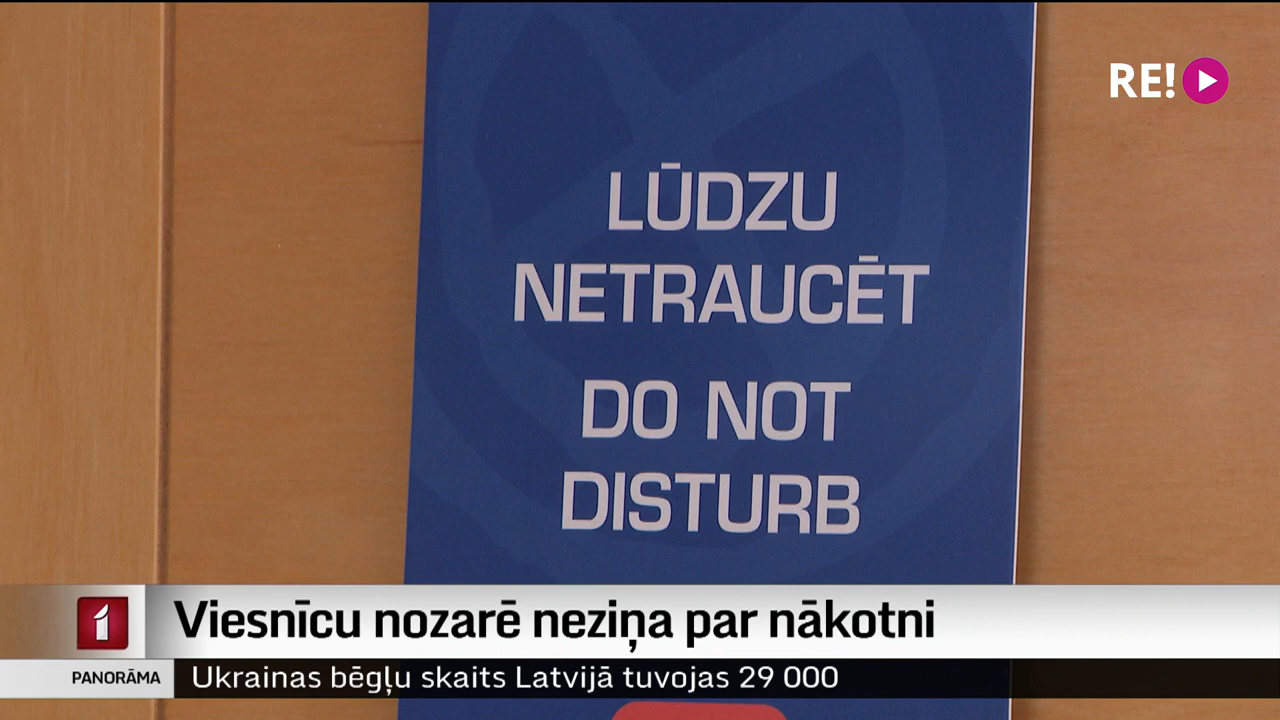 RE!
LŪDZU
NETRAUCĒT
DO NOT
DISTURB
1
Viesnīcu nozarē neziņa par nākotni
PANORĀMA
Ukrainas bēgļu skaits Latvijā tuvojas 29 000